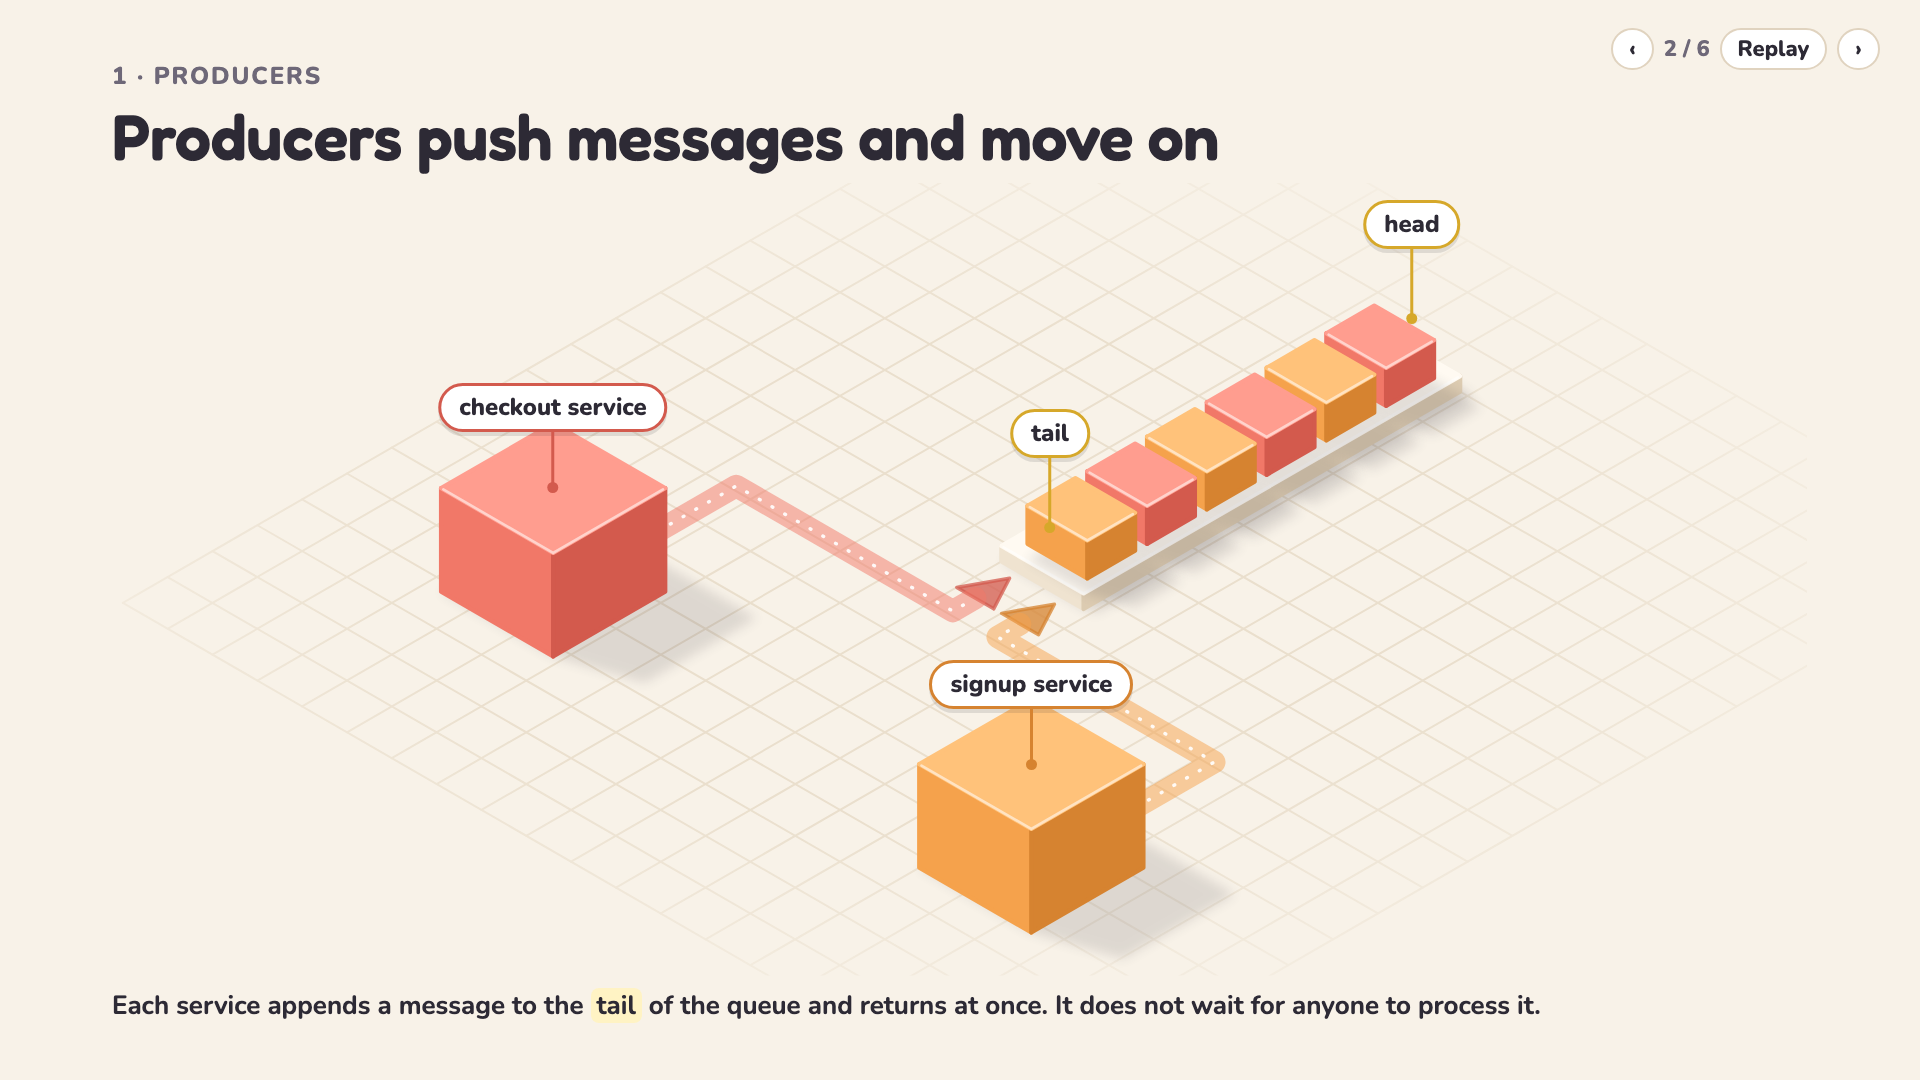 ‹ 2 / 6 Replay ›
1 · PRODUCERS
Producers push messages and move on
head
checkout service
tail
signup service
Each service appends a message to the tail of the queue and returns at once. It does not wait for anyone to process it.